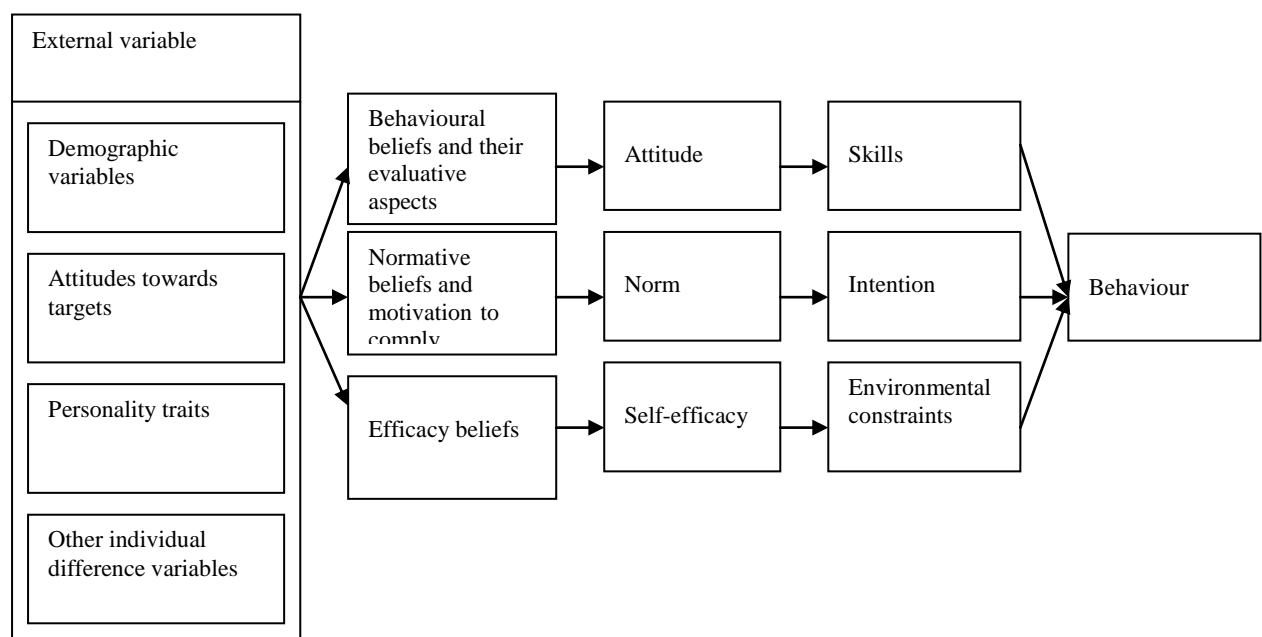 External variable
Demographic
variables
Attitudes towards
targets
Personality traits
Other individual
difference variables
Behavioural
beliefs and their
evaluative
aspects
Normative
beliefs and
motivation to
comply
Efficacy beliefs
Attitude
Norm
Self-efficacy
Skills
Intention
Environmental
constraints
Behaviour